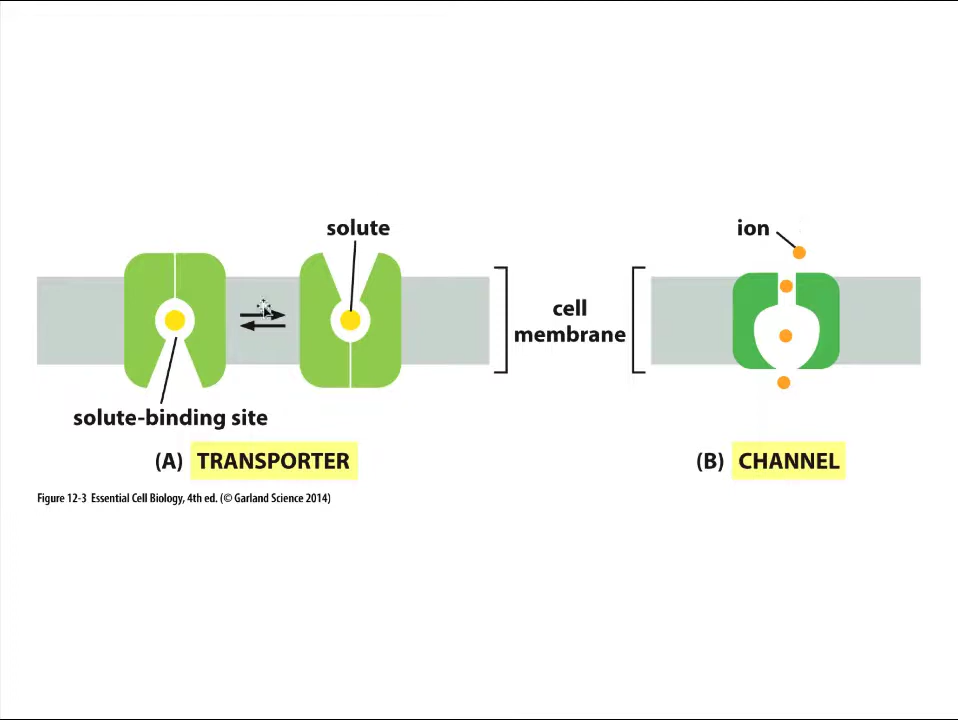 solute
ion
cell
membrane
solute-binding site
(A) TRANSPORTER
(B) CHANNEL
Figure 12-3 Essential Cell Biology, 4th ed. (© Garland Science 2014)